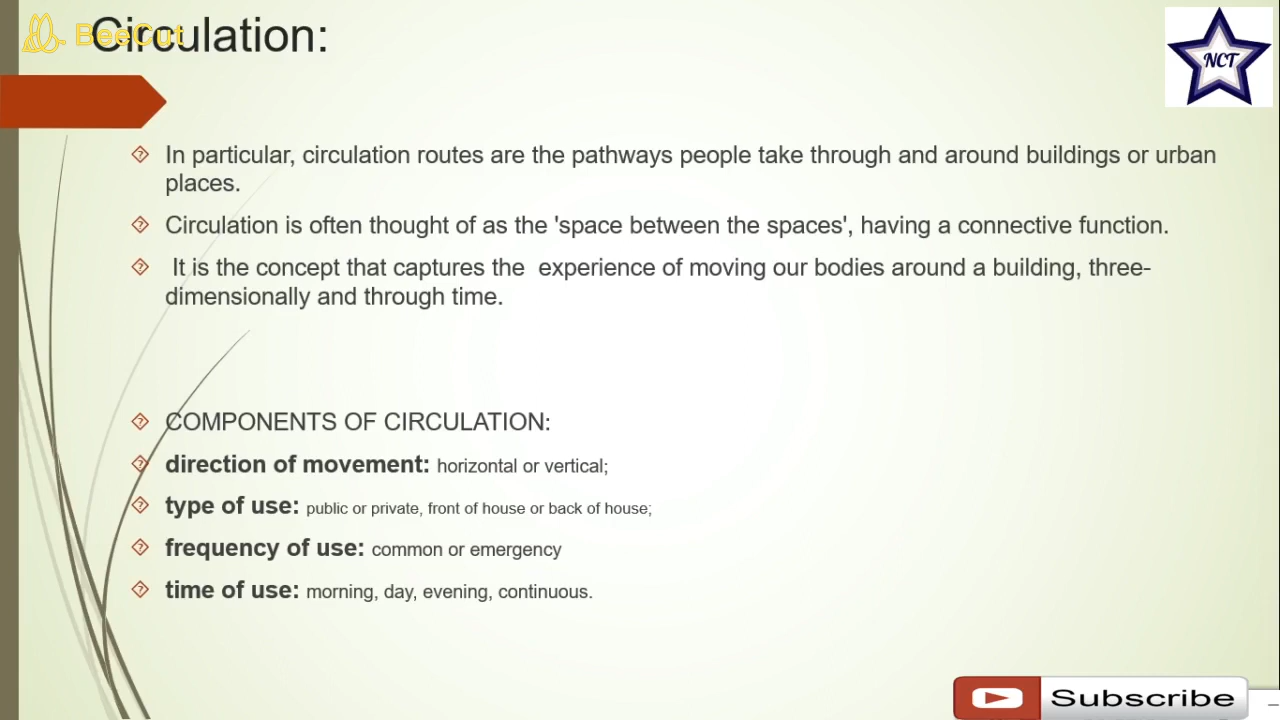 BeeCut
Circulation:
NCT
In particular, circulation routes are the pathways people take through and around buildings or urban
places.
Circulation is often thought of as the 'space between the spaces', having a connective function.
It is the concept that captures the  experience of moving our bodies around a building, three-
dimensionally and through time.
COMPONENTS OF CIRCULATION:
direction of movement: horizontal or vertical;
type of use: public or private, front of house or back of house;
frequency of use: common or emergency
time of use: morning, day, evening, continuous.
Subscribe